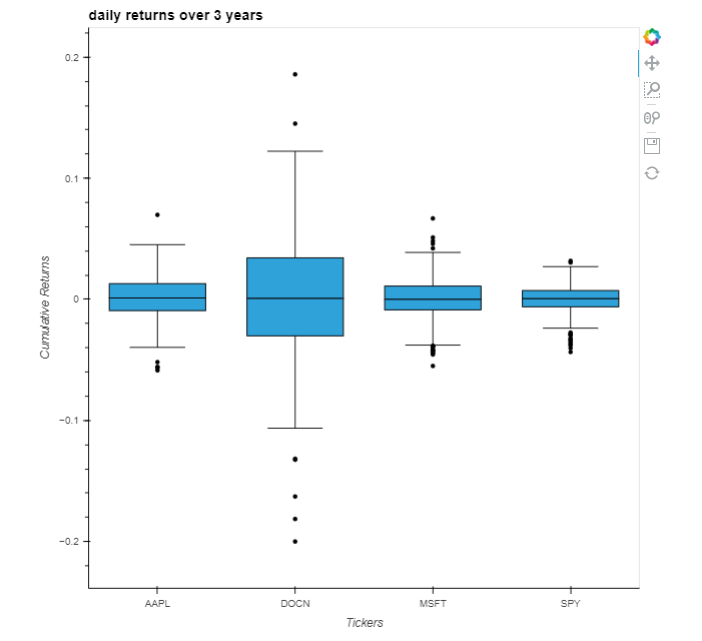 daily returns over 3 years
0.2
0.1
0
−0.1
−0.2
Cumulative Returns
AAPL DOCN MSFT SPY
Tickers